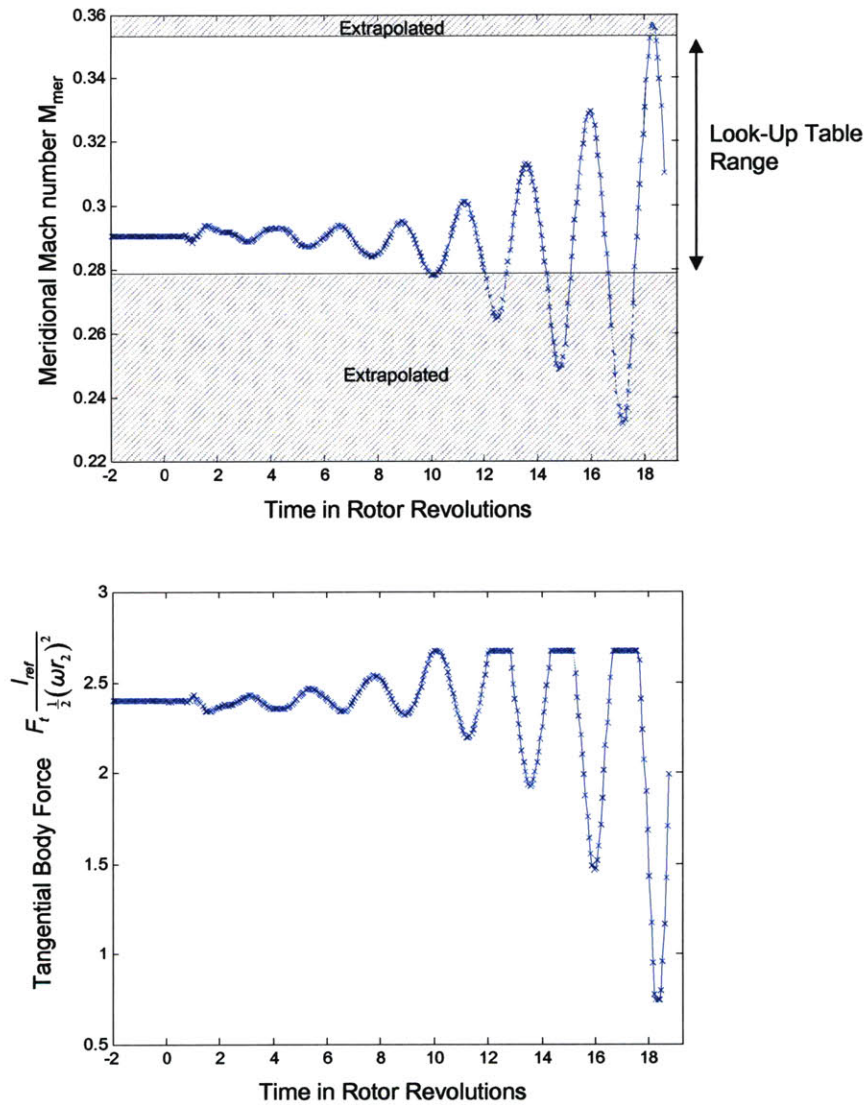 0.36
0.34
0.32
0.3
0.28
0.26
0.24
0.22
Meridional Mach number M_mer
Extrapolated
Extrapolated
Look-Up Table
Range
-2 0 2 4 6 8 10 12 14 16 18
Time in Rotor Revolutions
3
2.5
2
1.5
1
0.5
Tangential Body Force F_t l_ref / ½(ωr₂)²
-2 0 2 4 6 8 10 12 14 16 18
Time in Rotor Revolutions